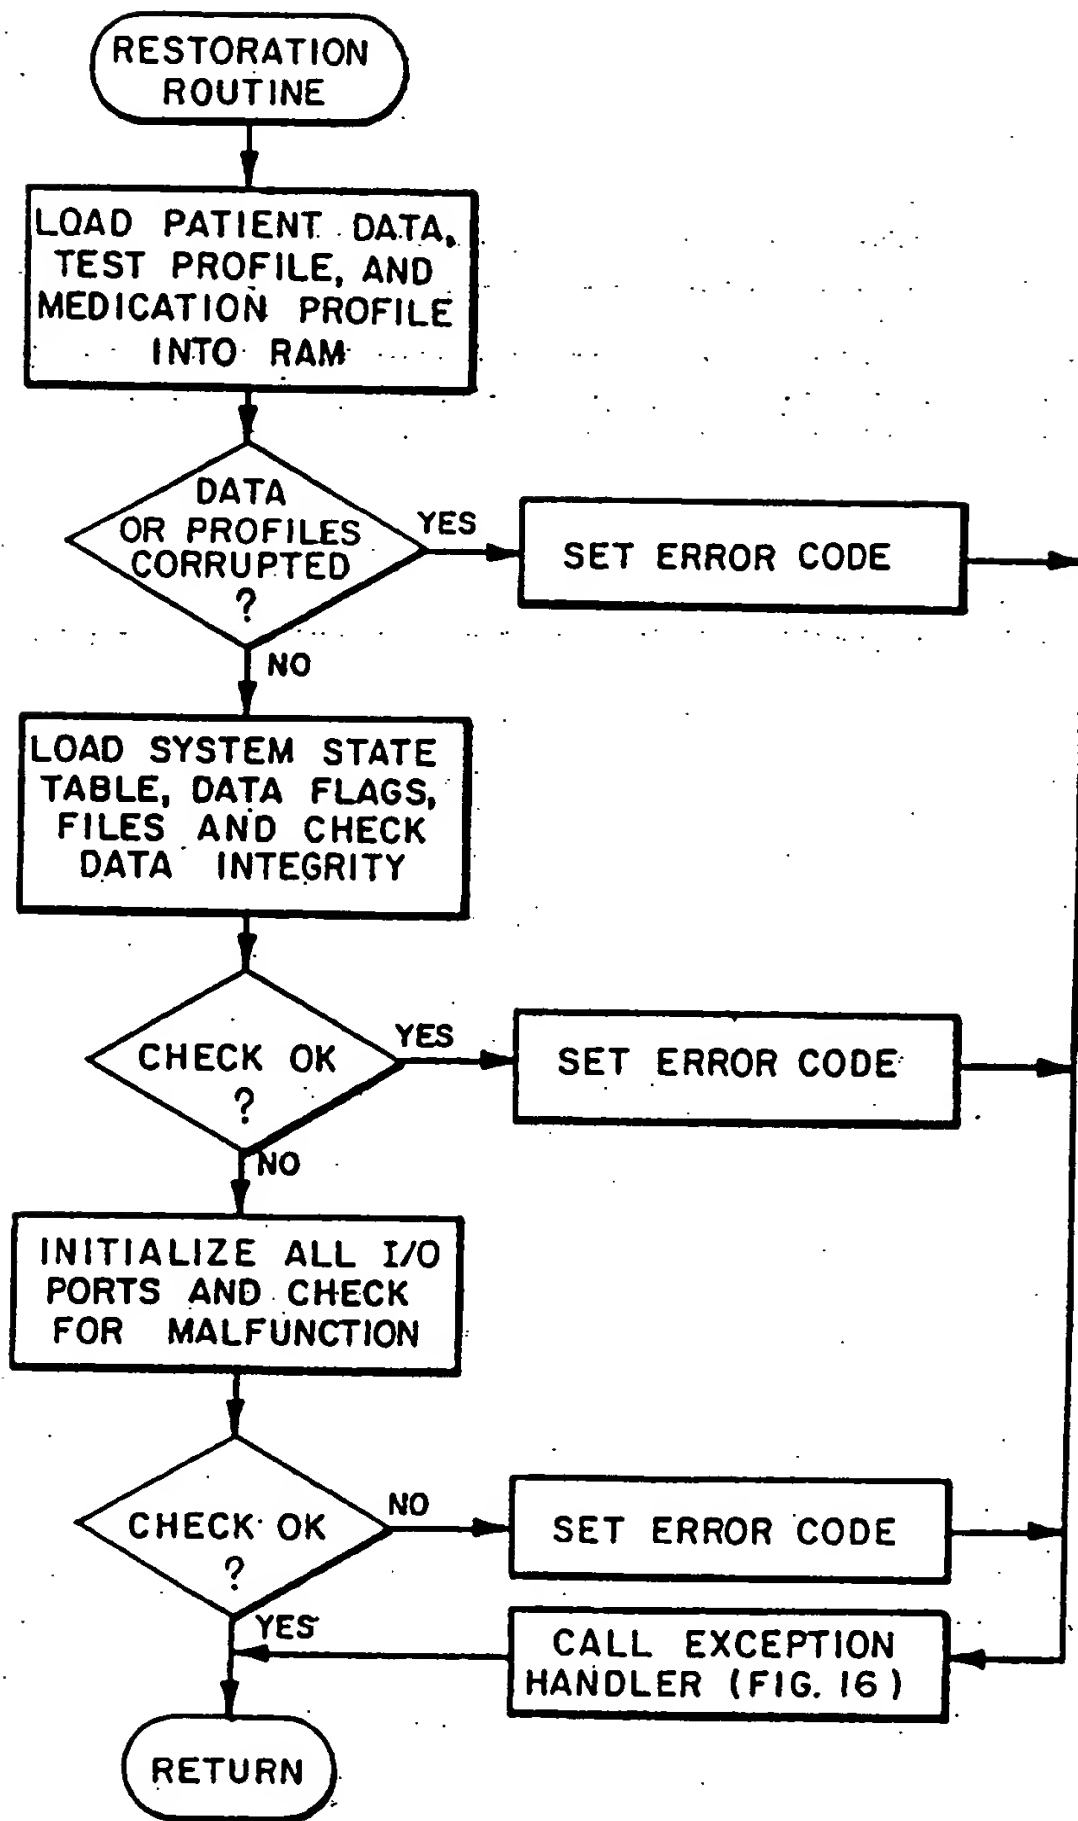 RESTORATION
ROUTINE
LOAD PATIENT DATA,
TEST PROFILE, AND
MEDICATION PROFILE
INTO RAM
DATA
OR PROFILES
CORRUPTED
?
YES
SET ERROR CODE
NO
LOAD SYSTEM STATE
TABLE, DATA FLAGS,
FILES AND CHECK
DATA INTEGRITY
CHECK OK
?
YES
SET ERROR CODE
NO
INITIALIZE ALL I/O
PORTS AND CHECK
FOR MALFUNCTION
CHECK OK
?
NO
SET ERROR CODE
YES
CALL EXCEPTION
HANDLER (FIG. 16)
RETURN